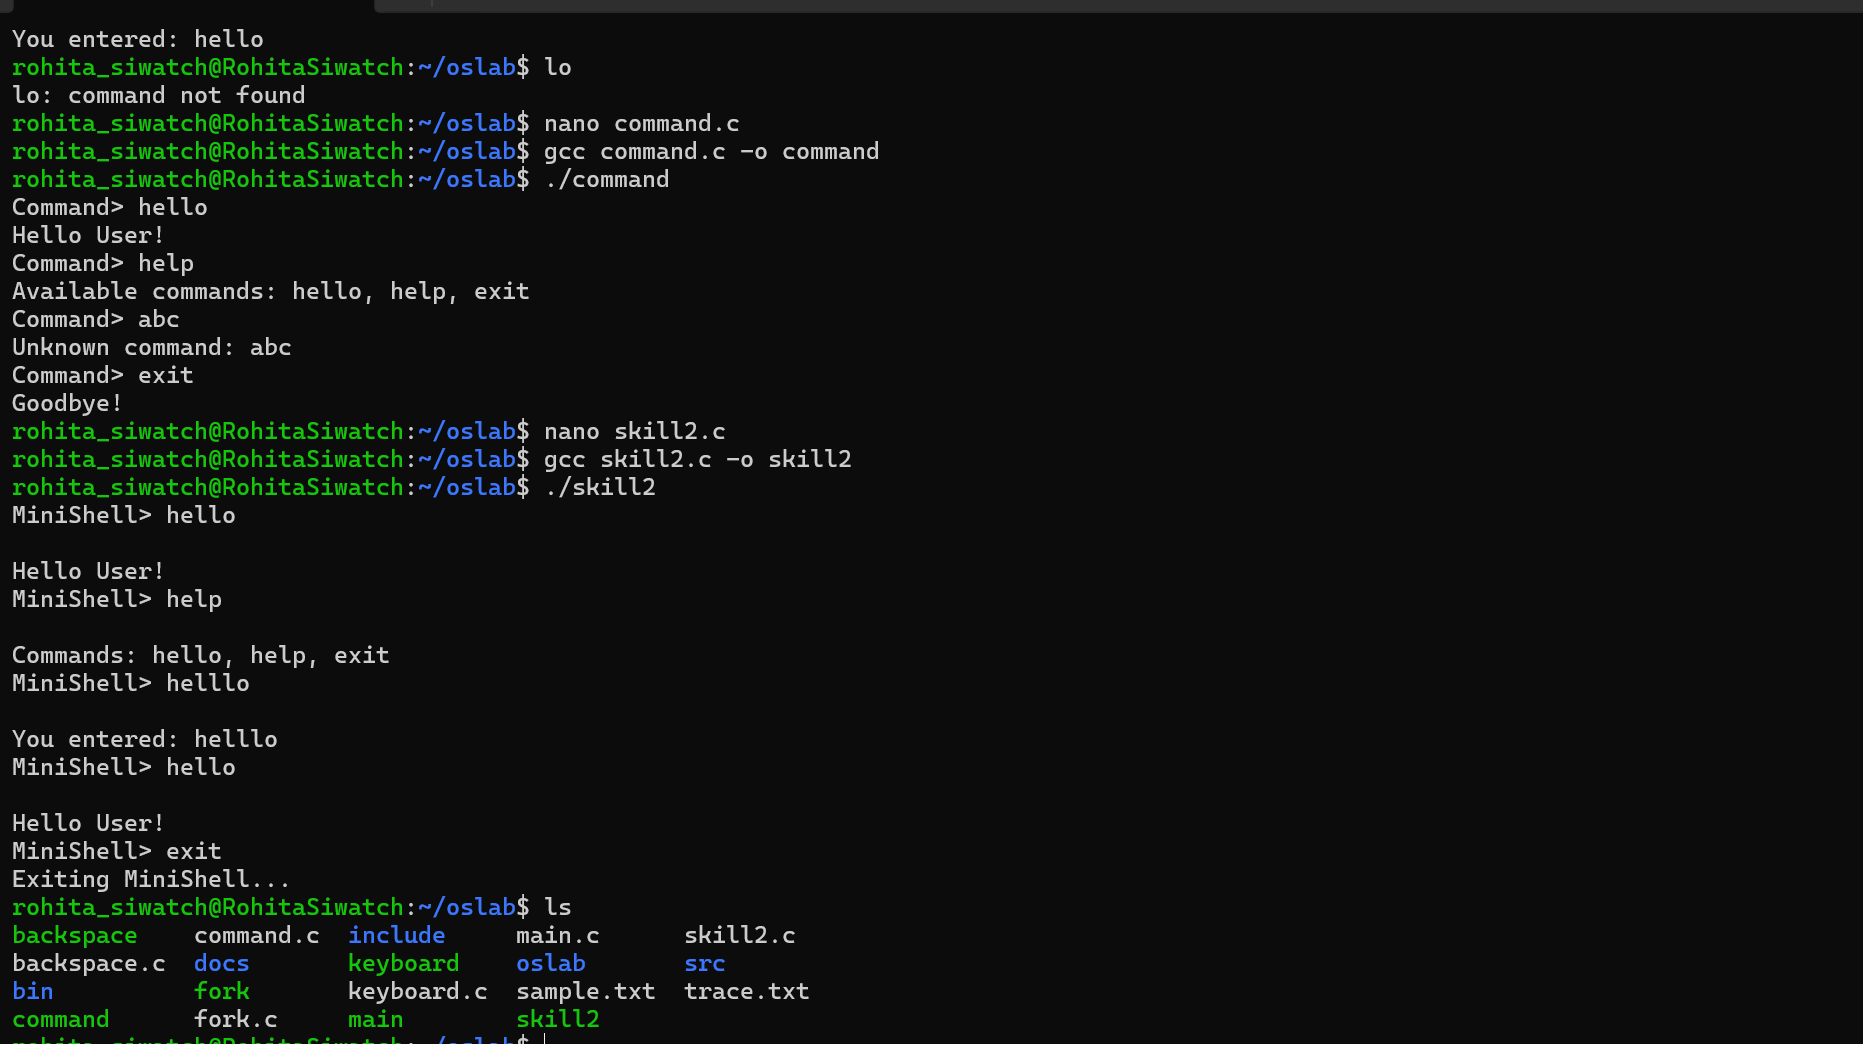 You entered: hello
rohita_siwatch@RohitaSiwatch:~/oslab$ lo
lo: command not found
rohita_siwatch@RohitaSiwatch:~/oslab$ nano command.c
rohita_siwatch@RohitaSiwatch:~/oslab$ gcc command.c -o command
rohita_siwatch@RohitaSiwatch:~/oslab$ ./command
Command> hello
Hello User!
Command> help
Available commands: hello, help, exit
Command> abc
Unknown command: abc
Command> exit
Goodbye!
rohita_siwatch@RohitaSiwatch:~/oslab$ nano skill2.c
rohita_siwatch@RohitaSiwatch:~/oslab$ gcc skill2.c -o skill2
rohita_siwatch@RohitaSiwatch:~/oslab$ ./skill2
MiniShell> hello

Hello User!
MiniShell> help

Commands: hello, help, exit
MiniShell> helllo

You entered: helllo
MiniShell> hello

Hello User!
MiniShell> exit
Exiting MiniShell...
rohita_siwatch@RohitaSiwatch:~/oslab$ ls
backspace    command.c  include    main.c      skill2.c
backspace.c  docs       keyboard   oslab       src
bin          fork       keyboard.c  sample.txt  trace.txt
command      fork.c     main       skill2
rohita_siwatch@RohitaSiwatch:~/oslab$